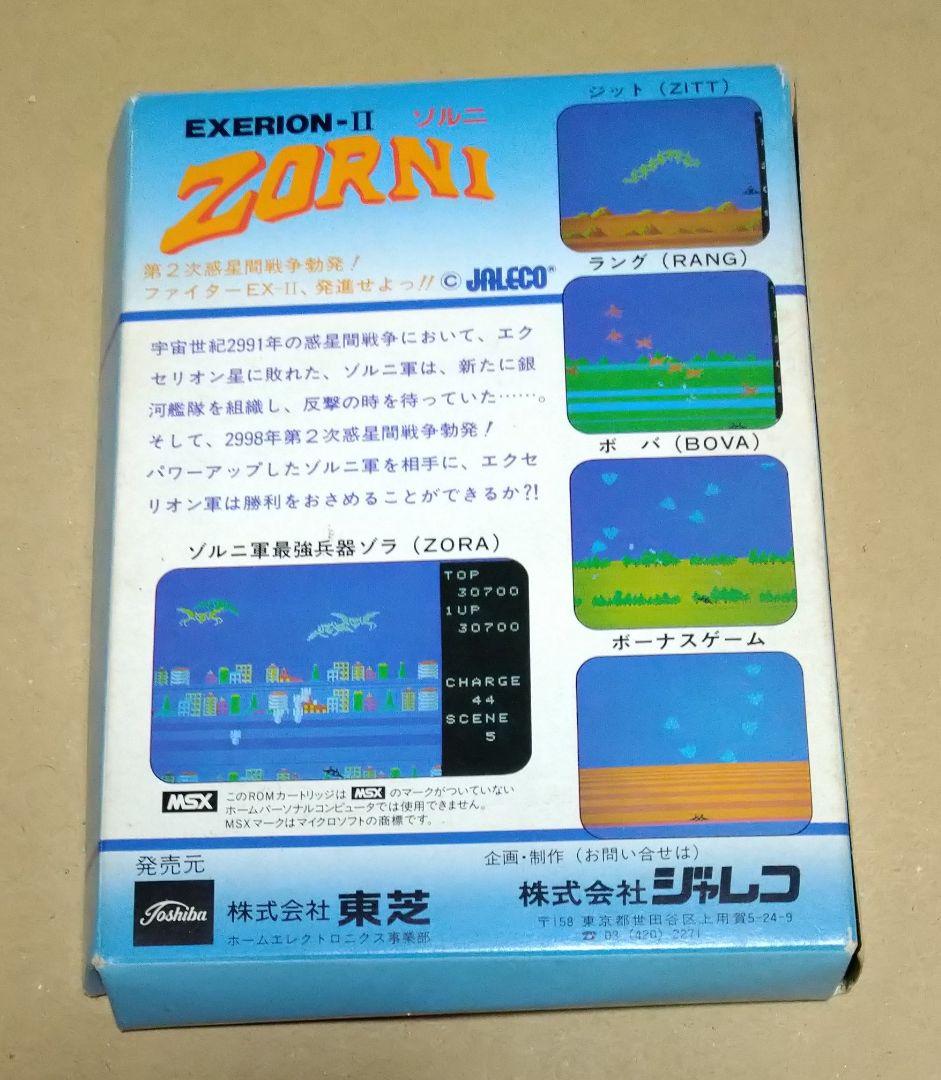 EXERION-II ゾルニ
ZORNI
第2次惑星間戦争勃発!
ファイターEX-II、発進せよっ!! © JALECO®
宇宙世紀2991年の惑星間戦争において、エク
セリオン星に敗れた、ゾルニ軍は、新たに銀
河艦隊を組織し、反撃の時を待っていた……。
そして、2998年第2次惑星間戦争勃発!
パワーアップしたゾルニ軍を相手に、エクセ
リオン軍は勝利をおさめることができるか?!
ゾルニ軍最強兵器ゾラ(ZORA)
TOP
30700
1UP
30700
CHARGE
44
SCENE
5
ジット(ZITT)
ラング(RANG)
ボ バ(BOVA)
ボーナスゲーム
MSX このROMカートリッジは MSX のマークがついていない
ホームパーソナルコンピュータでは使用できません。
MSXマークはマイクロソフトの商標です。
発売元
Toshiba 株式会社 東芝
ホームエレクトロニクス事業部
企画・制作(お問い合せは)
株式会社 ジャレコ
〒158 東京都世田谷区上用賀5-24-9
☎ 03 (420) 2271